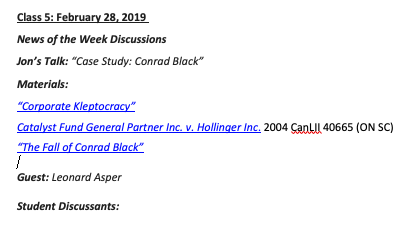 Class 5: February 28, 2019
News of the Week Discussions
Jon's Talk: “Case Study: Conrad Black”
Materials:
“Corporate Kleptocracy”
Catalyst Fund General Partner Inc. v. Hollinger Inc. 2004 CanLII 40665 (ON SC)
“The Fall of Conrad Black”
Guest: Leonard Asper
Student Discussants: